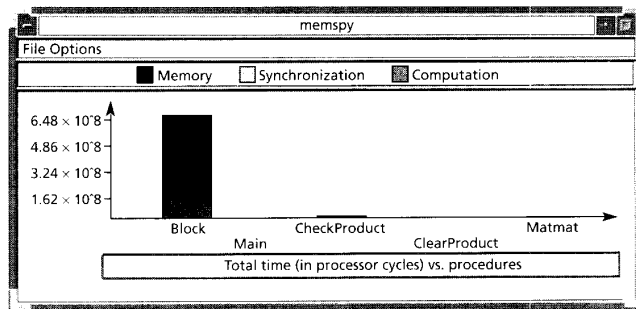 memspy
File Options
Memory Synchronization Computation
6.48 × 10^8
4.86 × 10^8
3.24 × 10^8
1.62 × 10^8
Block CheckProduct Matmat
Main ClearProduct
Total time (in processor cycles) vs. procedures